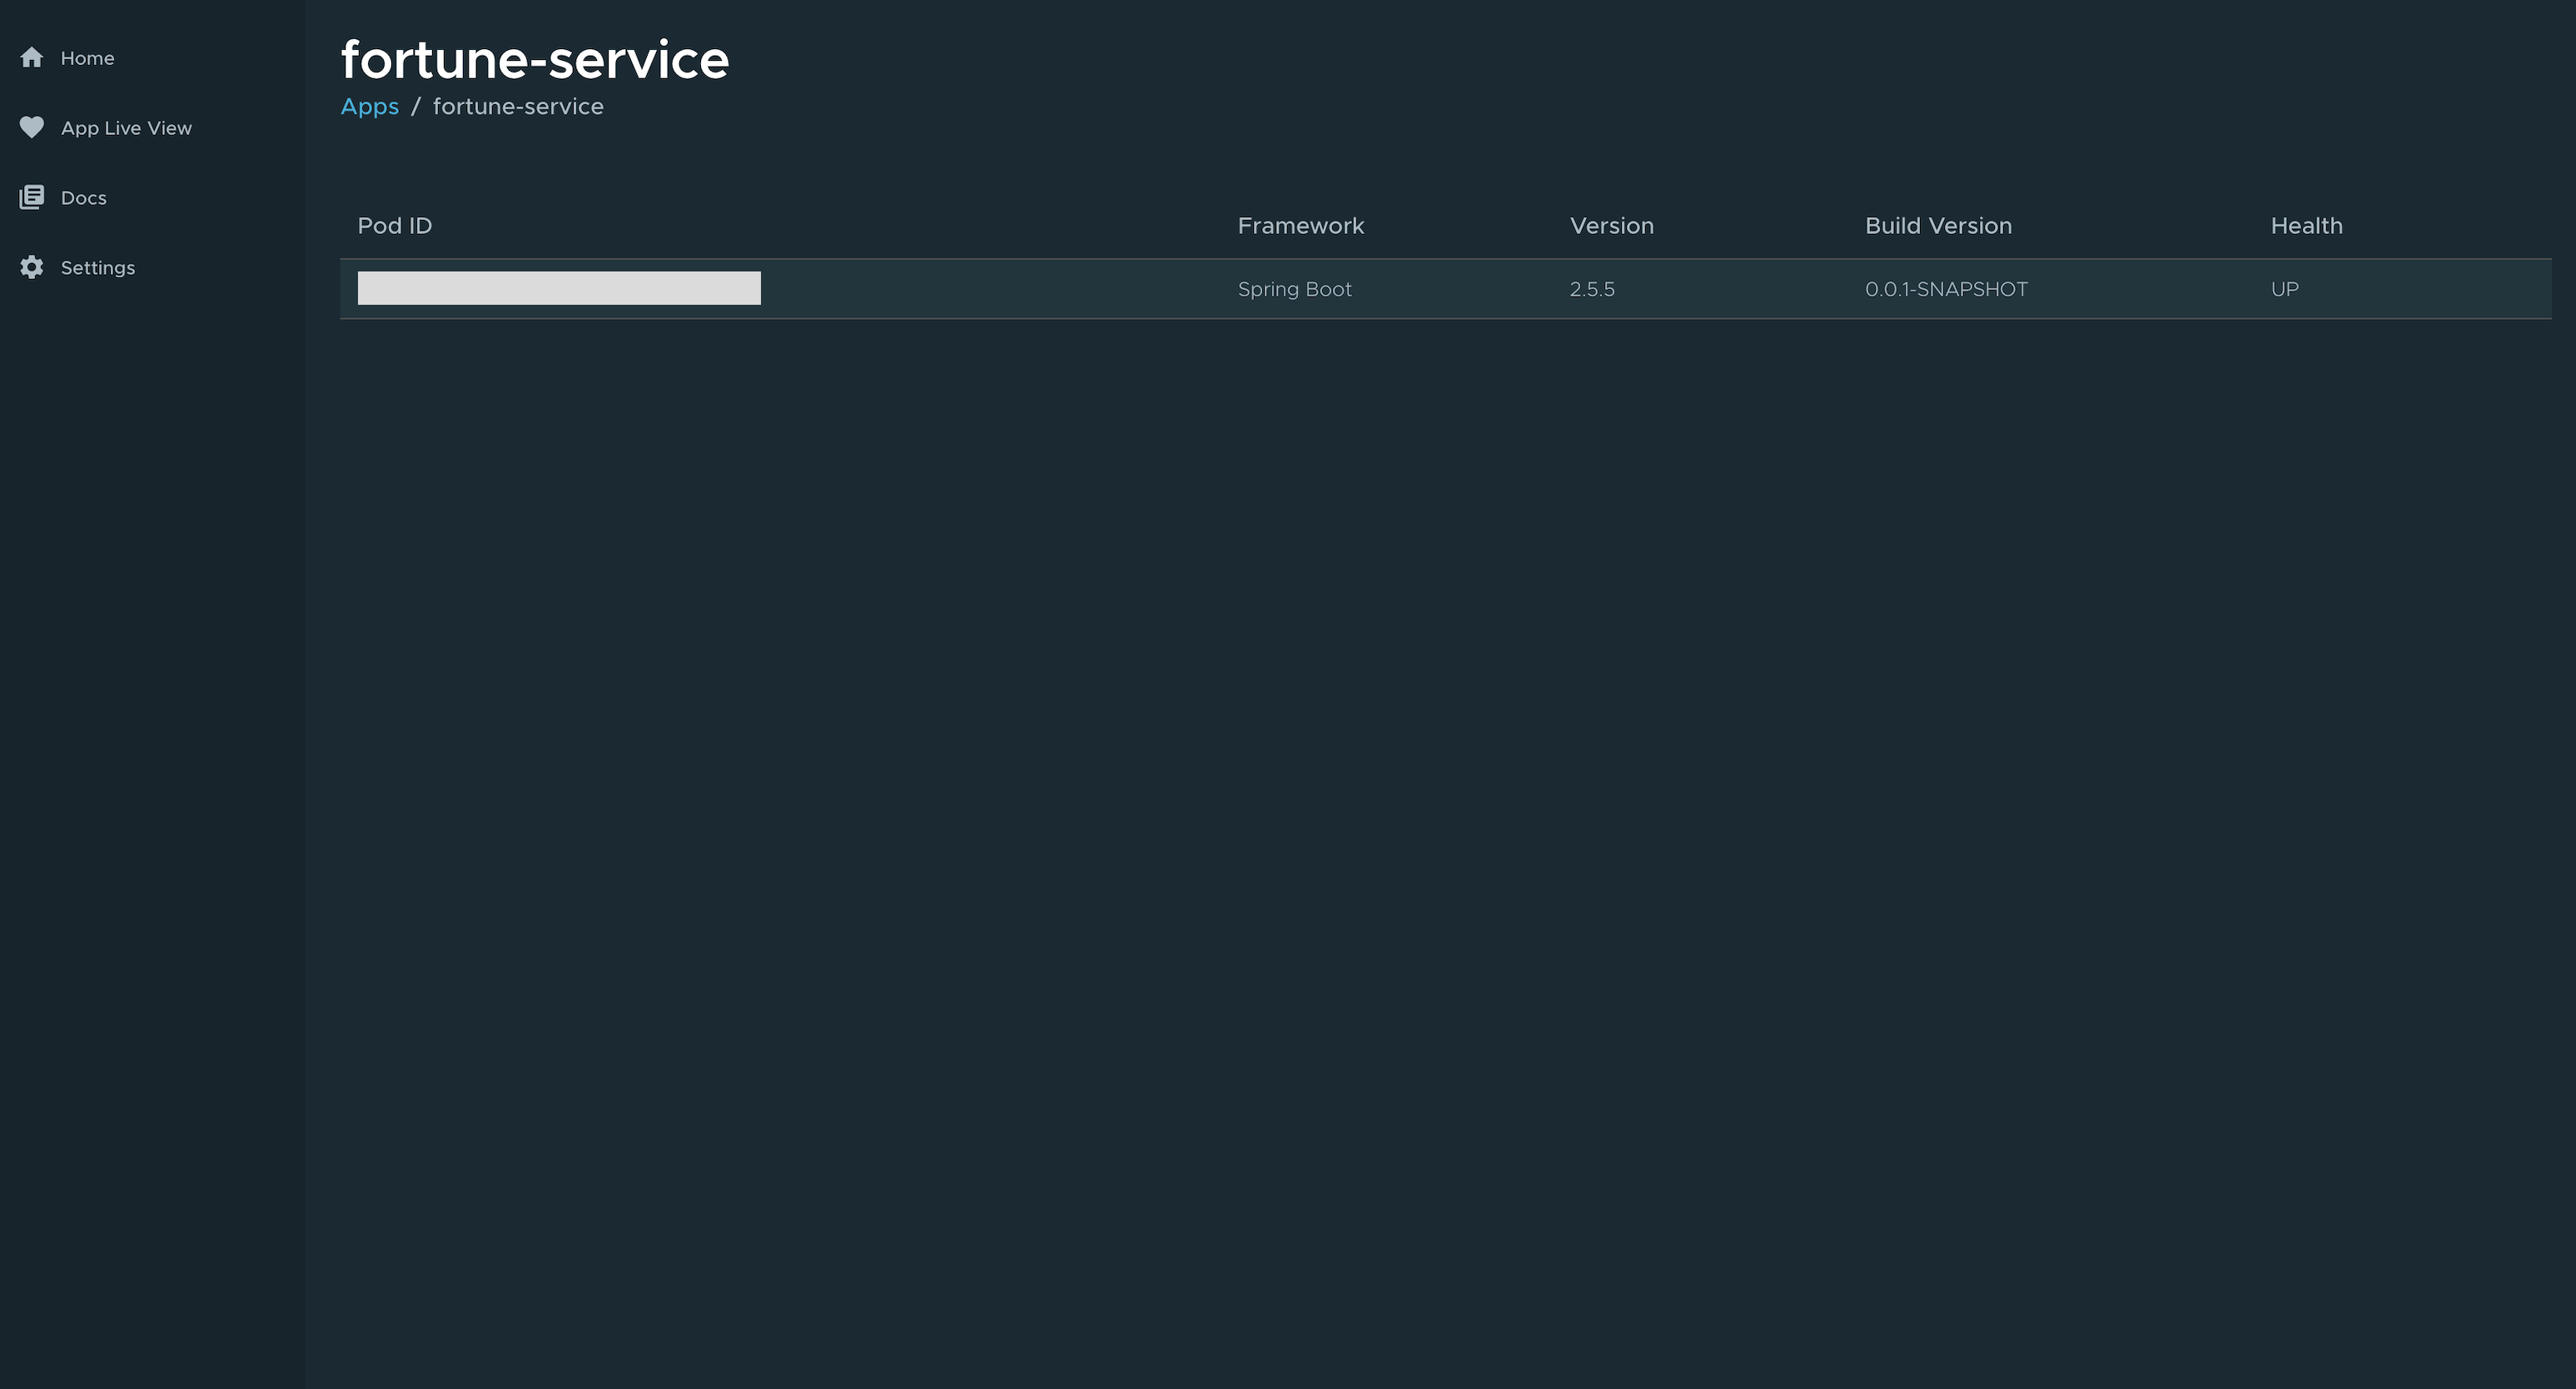 Home
App Live View
Docs
Settings
fortune-service
Apps / fortune-service
Pod ID Framework Version Build Version Health
Spring Boot 2.5.5 0.0.1-SNAPSHOT UP